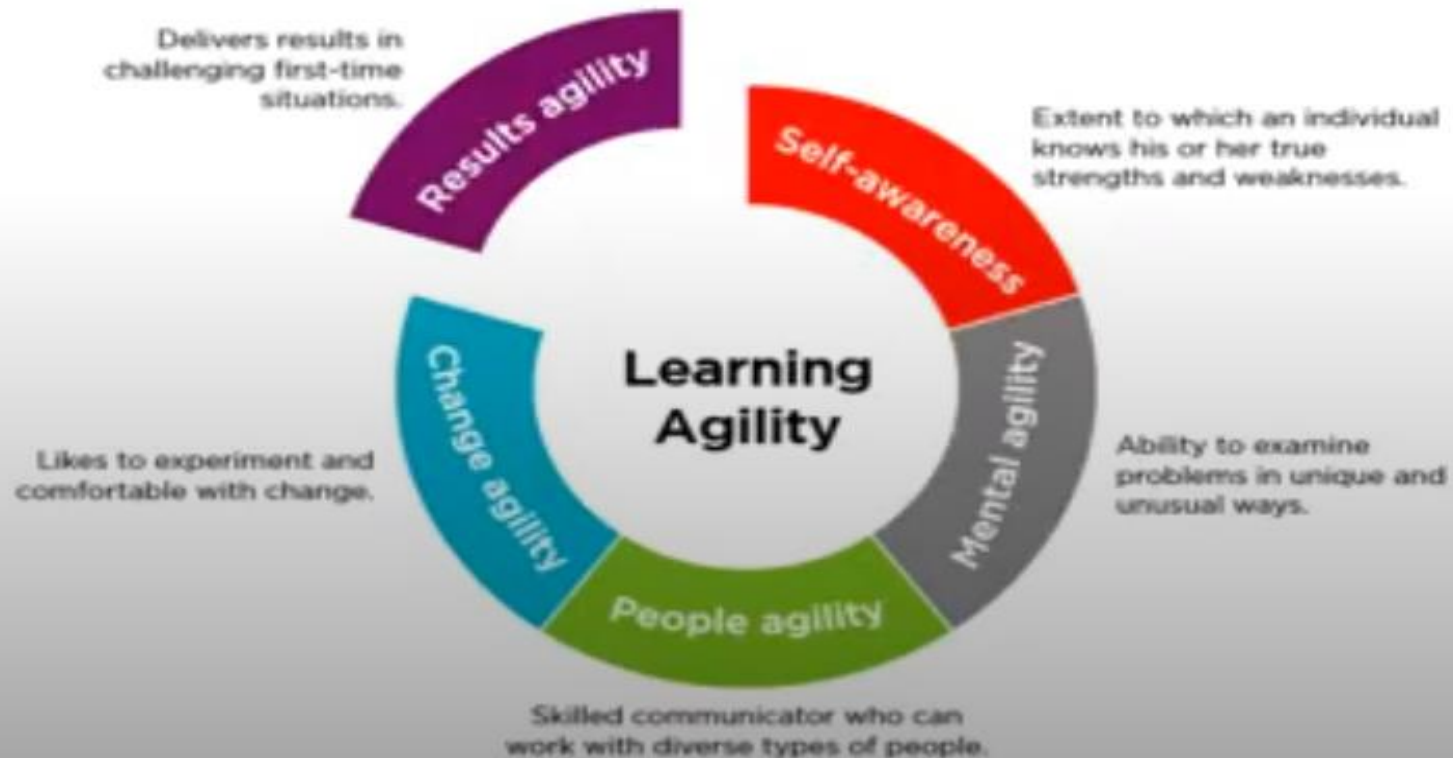 Learning
Agility
Self-awareness
Extent to which an individual
knows his or her true
strengths and weaknesses.
Mental agility
Ability to examine
problems in unique and
unusual ways.
People agility
Skilled communicator who can
work with diverse types of people.
Change agility
Likes to experiment and
comfortable with change.
Results agility
Delivers results in
challenging first-time
situations.